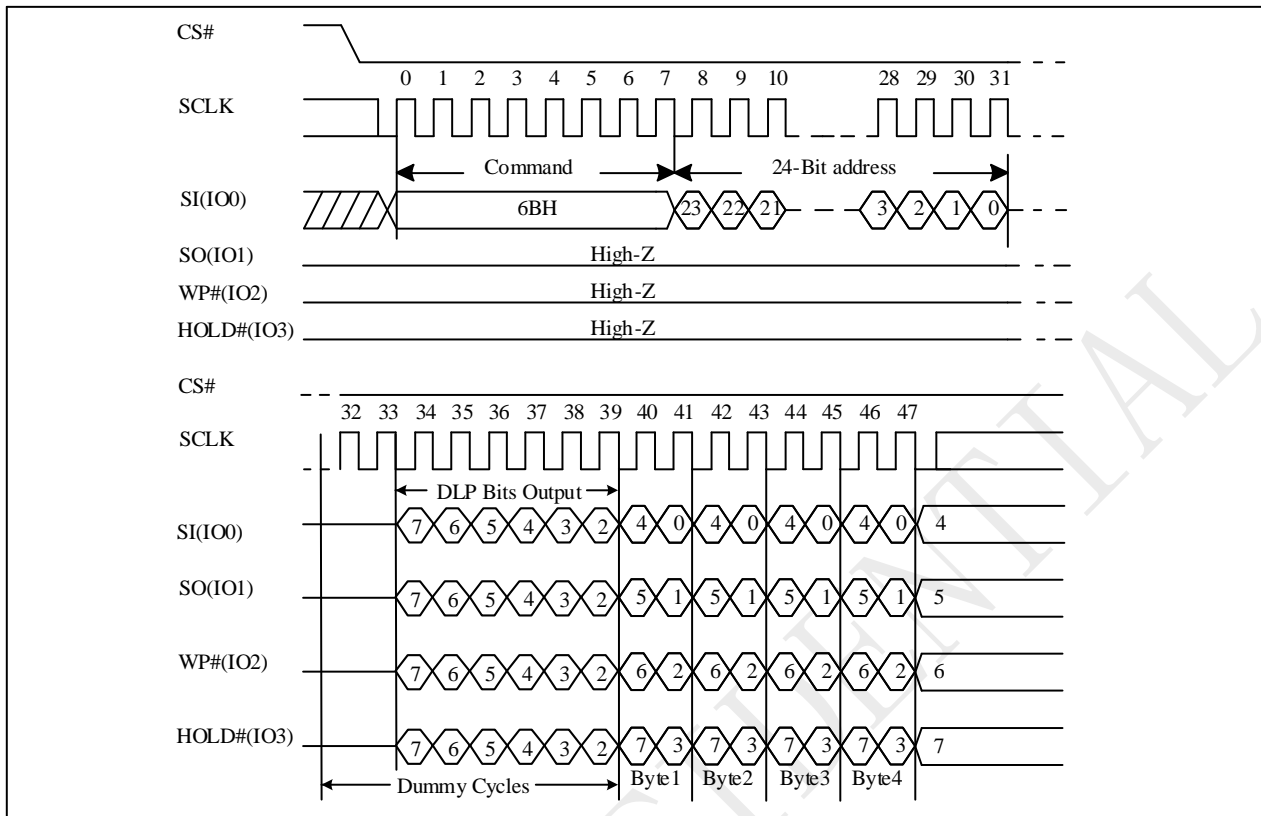 CS#
0 1 2 3 4 5 6 7 8 9 10 28 29 30 31
SCLK
Command 24-Bit address
SI(IO0) 6BH 23 22 21 3 2 1 0
SO(IO1) High-Z
WP#(IO2) High-Z
HOLD#(IO3) High-Z
CS#
32 33 34 35 36 37 38 39 40 41 42 43 44 45 46 47
SCLK
DLP Bits Output
SI(IO0) 7 6 5 4 3 2 4 0 4 0 4 0 4 0 4
SO(IO1) 7 6 5 4 3 2 5 1 5 1 5 1 5 1 5
WP#(IO2) 7 6 5 4 3 2 6 2 6 2 6 2 6 2 6
HOLD#(IO3) 7 6 5 4 3 2 7 3 7 3 7 3 7 3 7
Dummy Cycles Byte1 Byte2 Byte3 Byte4